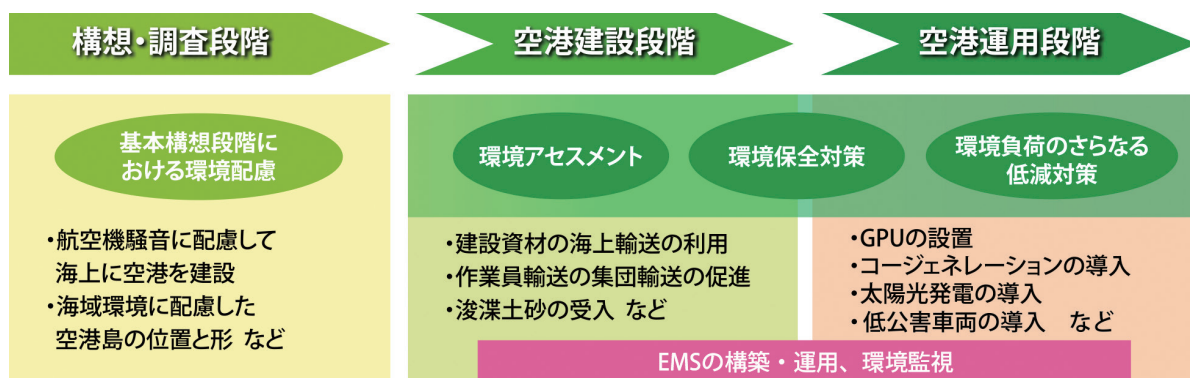 構想・調査段階
空港建設段階
空港運用段階
基本構想段階に
おける環境配慮
・航空機騒音に配慮して
海上に空港を建設
・海域環境に配慮した
空港島の位置と形 など
環境アセスメント
環境保全対策
環境負荷のさらなる
低減対策
・建設資材の海上輸送の利用
・作業員輸送の集団輸送の促進
・浚渫土砂の受入 など
・GPUの設置
・コージェネレーションの導入
・太陽光発電の導入
・低公害車両の導入 など
EMSの構築・運用、環境監視